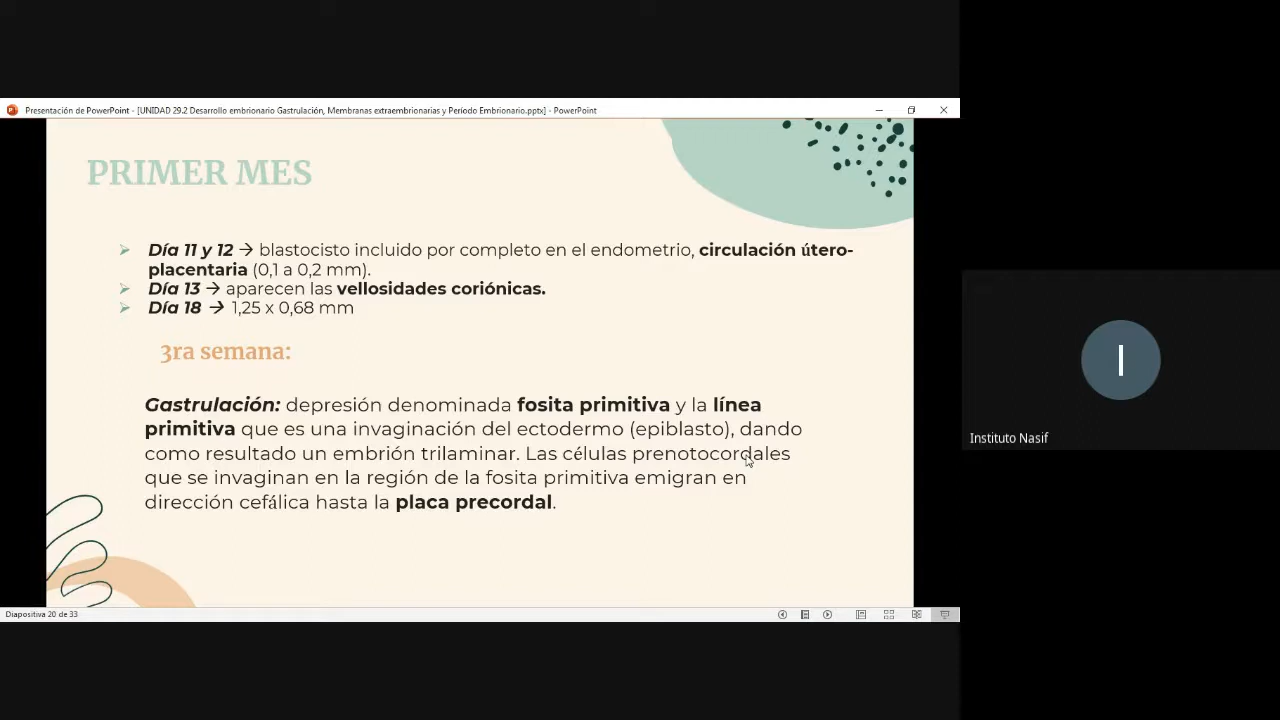 Presentación de PowerPoint - [UNIDAD 29.2 Desarrollo embrionario Gastrulación, Membranas extraembrionarias y Período Embrionario.pptx] - PowerPoint
PRIMER MES
➢ Día 11 y 12 → blastocisto incluido por completo en el endometrio, circulación útero-
placentaria (0,1 a 0,2 mm).
➢ Día 13 → aparecen las vellosidades coriónicas.
➢ Día 18 → 1,25 x 0,68 mm
3ra semana:
Gastrulación: depresión denominada fosita primitiva y la línea
primitiva que es una invaginación del ectodermo (epiblasto), dando
como resultado un embrión trilaminar. Las células prenotocordales
que se invaginan en la región de la fosita primitiva emigran en
dirección cefálica hasta la placa precordal.
Diapositiva 20 de 33
I
Instituto Nasif